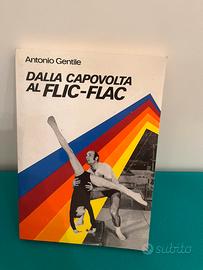 Antonio Gentile
DALLA CAPOVOLTA
AL FLIC-FLAC
subito